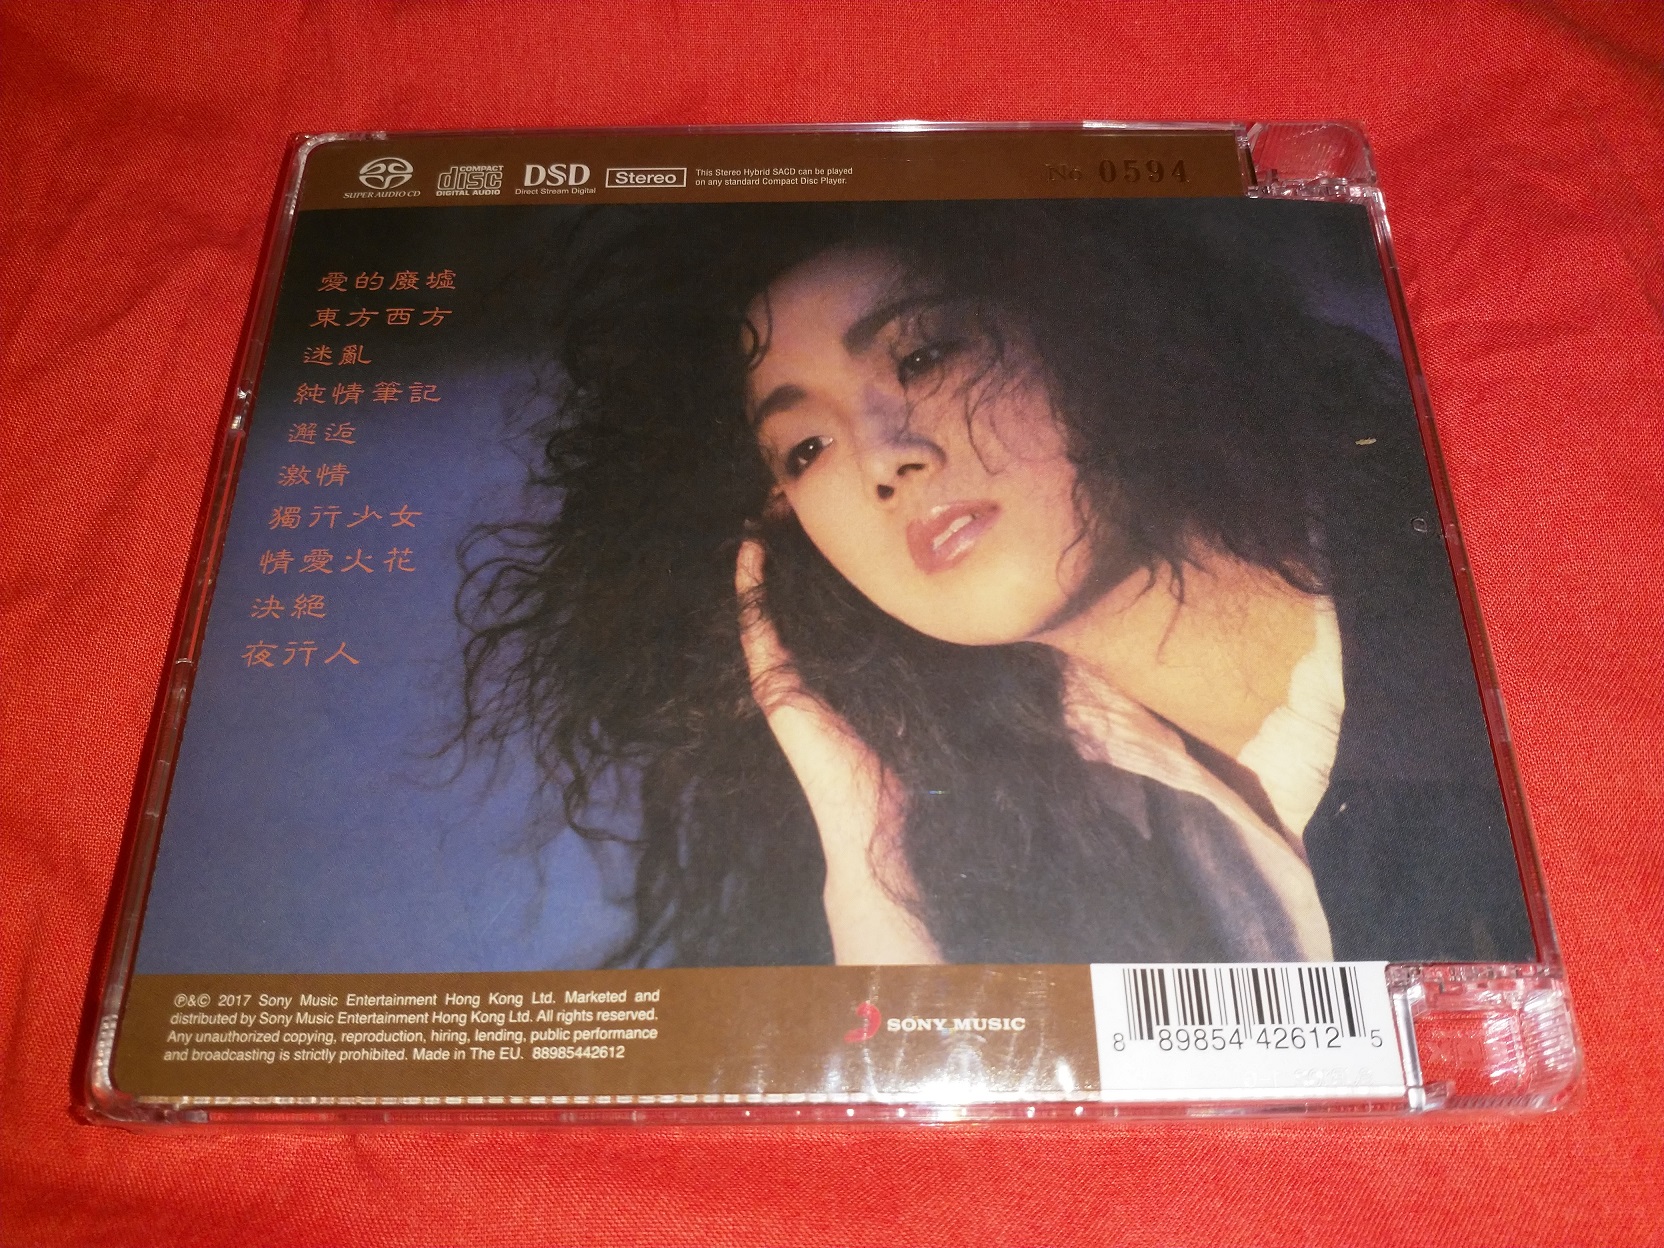 SUPER AUDIO CD
COMPACT
disc
DIGITAL AUDIO
DSD
Direct Stream Digital
Stereo
This Stereo Hybrid SACD can be played
on any standard Compact Disc Player.
No 0594
愛的廢墟
東方西方
迷亂
純情筆記
邂逅
激情
獨行少女
情愛火花
決絕
夜行人
℗&© 2017 Sony Music Entertainment Hong Kong Ltd. Marketed and
distributed by Sony Music Entertainment Hong Kong Ltd. All rights reserved.
Any unauthorized copying, reproduction, hiring, lending, public performance
and broadcasting is strictly prohibited. Made in The EU. 88985442612
SONY MUSIC
8 89854 42612 5